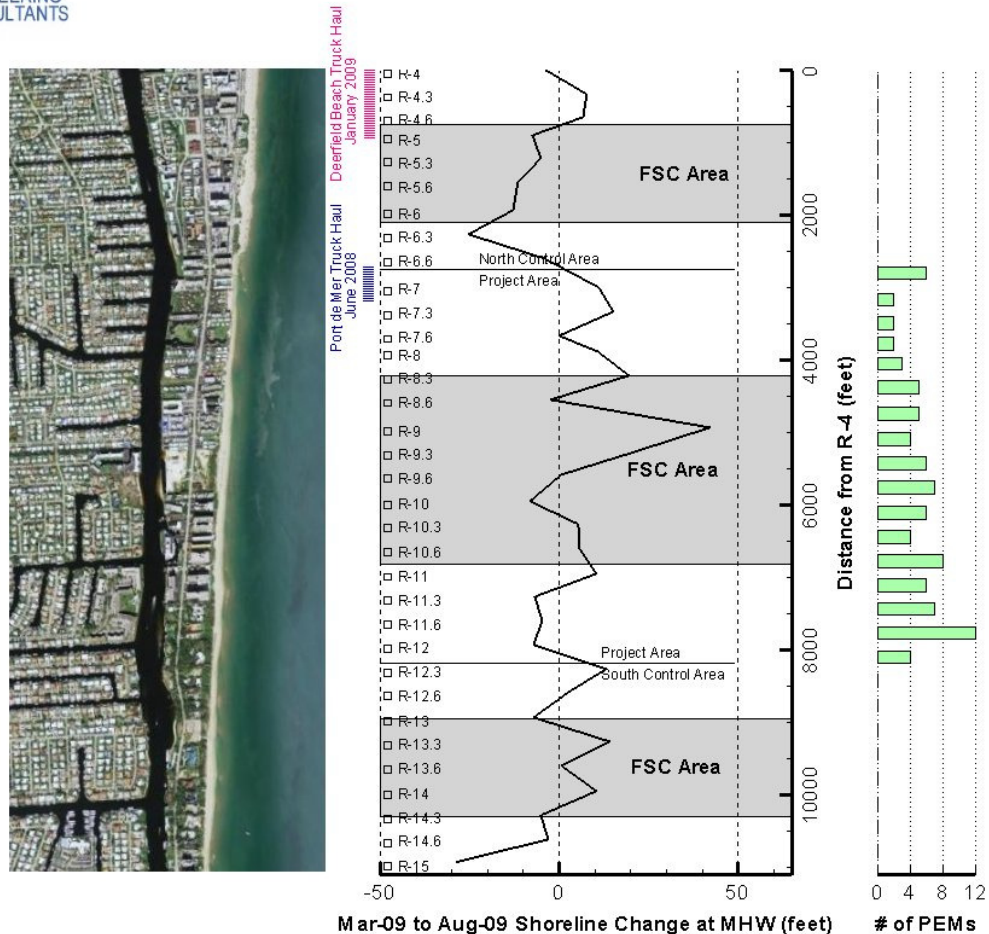 ULTANTS
Deerfield Beach Truck Haul
January 2009
Port de Mer Truck Haul
June 2008
R-4
R-4.3
R-4.6
R-5
R-5.3
R-5.6
R-6
R-6.3
R-6.6
R-7
R-7.3
R-7.6
R-8
R-8.3
R-8.6
R-9
R-9.3
R-9.6
R-10
R-10.3
R-10.6
R-11
R-11.3
R-11.6
R-12
R-12.3
R-12.6
R-13
R-13.3
R-13.6
R-14
R-14.3
R-14.6
R-15
FSC Area
North Control Area
Project Area
FSC Area
Project Area
South Control Area
FSC Area
0
2000
4000
6000
8000
10000
Distance from R-4 (feet)
-50 0 50
Mar-09 to Aug-09 Shoreline Change at MHW (feet)
0 4 8 12
# of PEMs